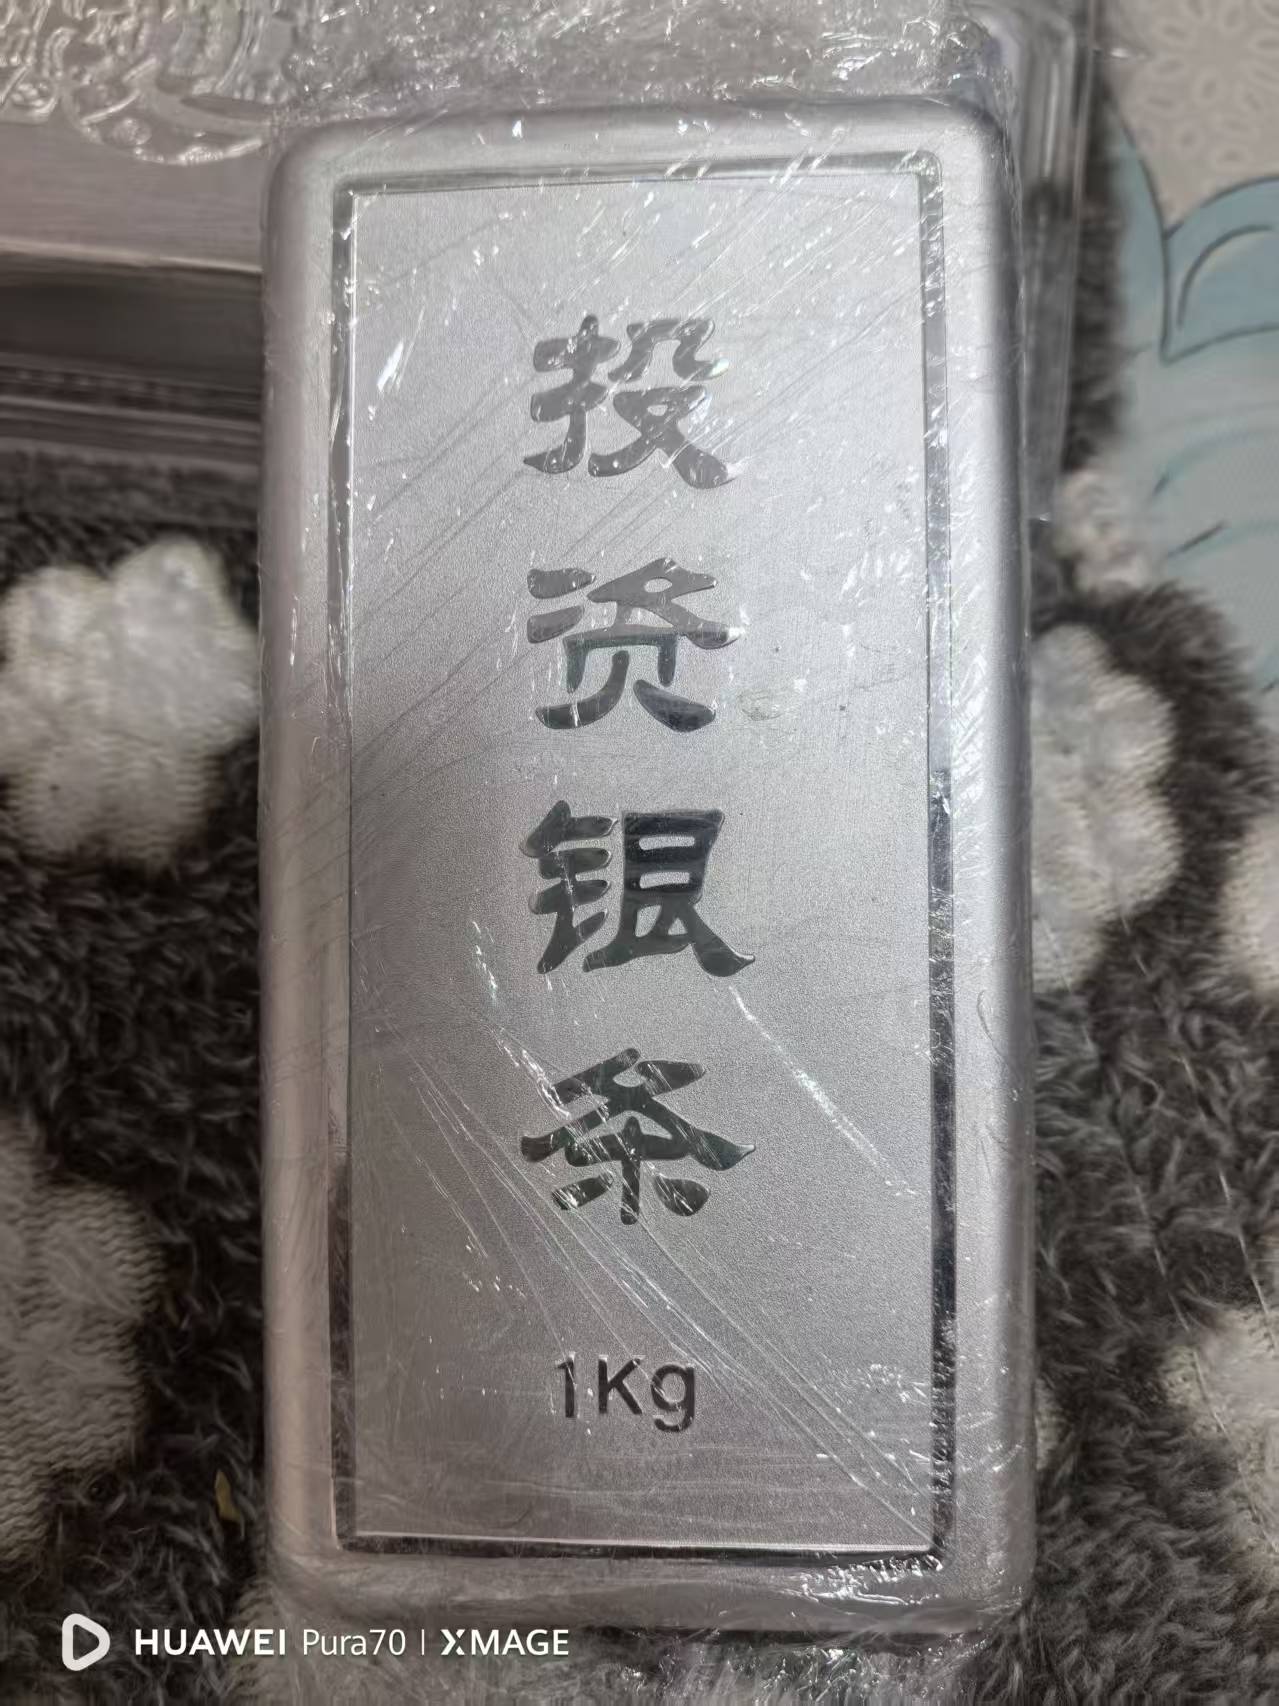 投
资
银
条
1Kg
HUAWEI Pura70 | XMAGE